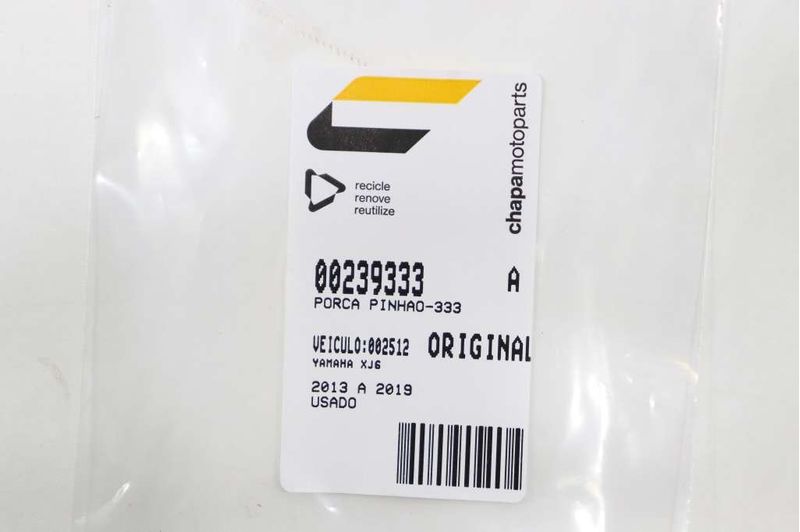 chapamotoparts
recicle
renove
reutilize
00239333 A
PORCA PINHAO-333
VEICULO:002512 ORIGINAL
YAMAHA XJ6
2013 A 2019
USADO